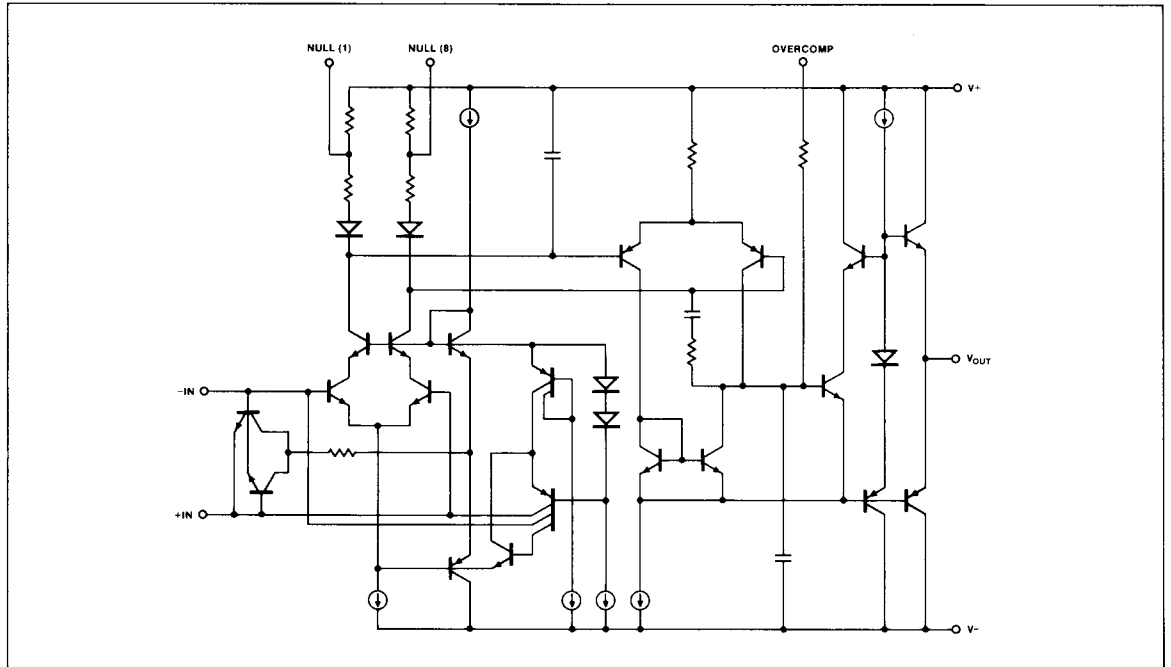 NULL (1)
NULL (8)
OVERCOMP
V+
-IN
VOUT
+IN
V-